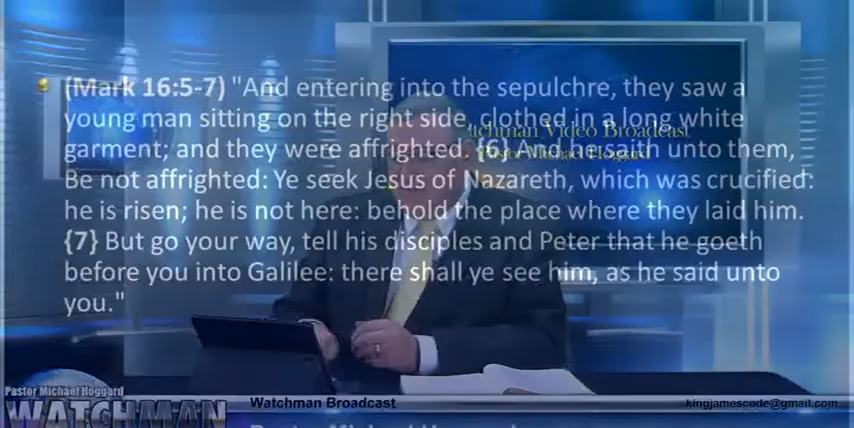 (Mark 16:5-7) "And entering into the sepulchre, they saw a
young man sitting on the right side, clothed in a long white
garment; and they were affrighted. {6} And he saith unto them,
Be not affrighted: Ye seek Jesus of Nazareth, which was crucified:
he is risen; he is not here: behold the place where they laid him.
{7} But go your way, tell his disciples and Peter that he goeth
before you into Galilee: there shall ye see him, as he said unto
you."
Watchman Video Broadcast
Pastor Michael Hoggard
Pastor Michael Hoggard
WATCHMAN
Watchman Broadcast
kingjamescode@gmail.com